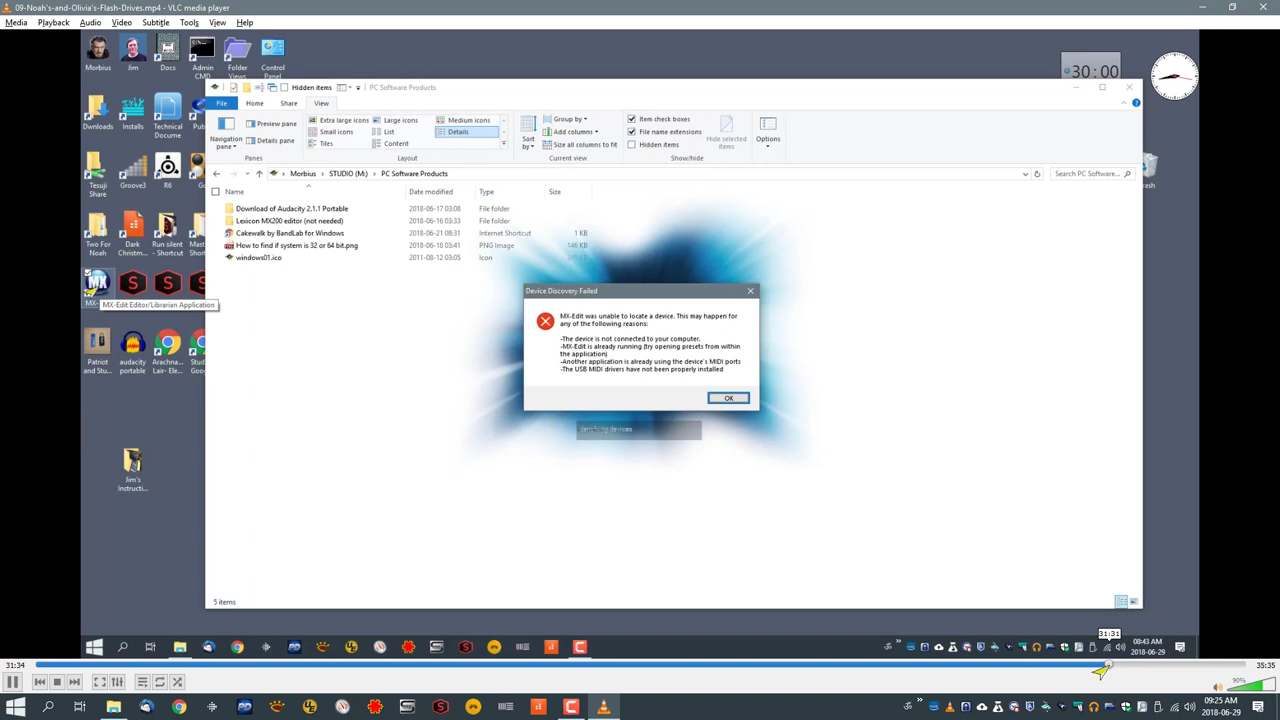 09-Noah's-and-Olivia's-Flash-Drives.mp4 - VLC media player
Media Playback Audio Video Subtitle Tools View Help
Morbius Jim Docs Admin CMD Folder Views Control Panel
30:00
Hidden items PC Software Products
File Home Share View
Navigation pane
Preview pane
Details pane
Panes
Extra large icons Large icons Medium icons
Small icons List Details
Tiles Content
Layout
Sort by
Group by
Add columns
Size all columns to fit
Current view
Item check boxes
File name extensions
Hidden items
Hide selected items
Show/hide
Options
Morbius STUDIO (M:) PC Software Products
Search PC Software...
Name Date modified Type Size
Download of Audacity 2.1.1 Portable 2018-06-17 03:08 File folder
Lexicon MX200 editor (not needed) 2018-06-16 03:33 File folder
Cakewalk by BandLab for Windows 2018-06-21 08:31 Internet Shortcut 1 KB
How to find if system is 32 or 64 bit.png 2018-06-18 03:41 PNG Image 146 KB
windows01.ico 2011-08-12 03:05 Icon
Dwnloads Installs Technical Docume
Tesuji Share Groove3 R6
Two For Noah Dark Christm... Run silent - Shortcut
MX-
MX-Edit Editor/Librarian Application
Patriot and Stu... audacity portable Arachna... Lair- Ele...
Jim's Instructi...
Device Discovery Failed
MX-Edit was unable to locate a device. This may happen for
any of the following reasons:
-The device is not connected to your computer.
-MX-Edit is already running (try opening presets from within
the application)
-Another application is already using the device's MIDI ports
-The USB MIDI drivers have not been properly installed
OK
5 items
31:31
08:43 AM
2018-06-29
31:34
35:35
90%
09:25 AM
2018-06-29